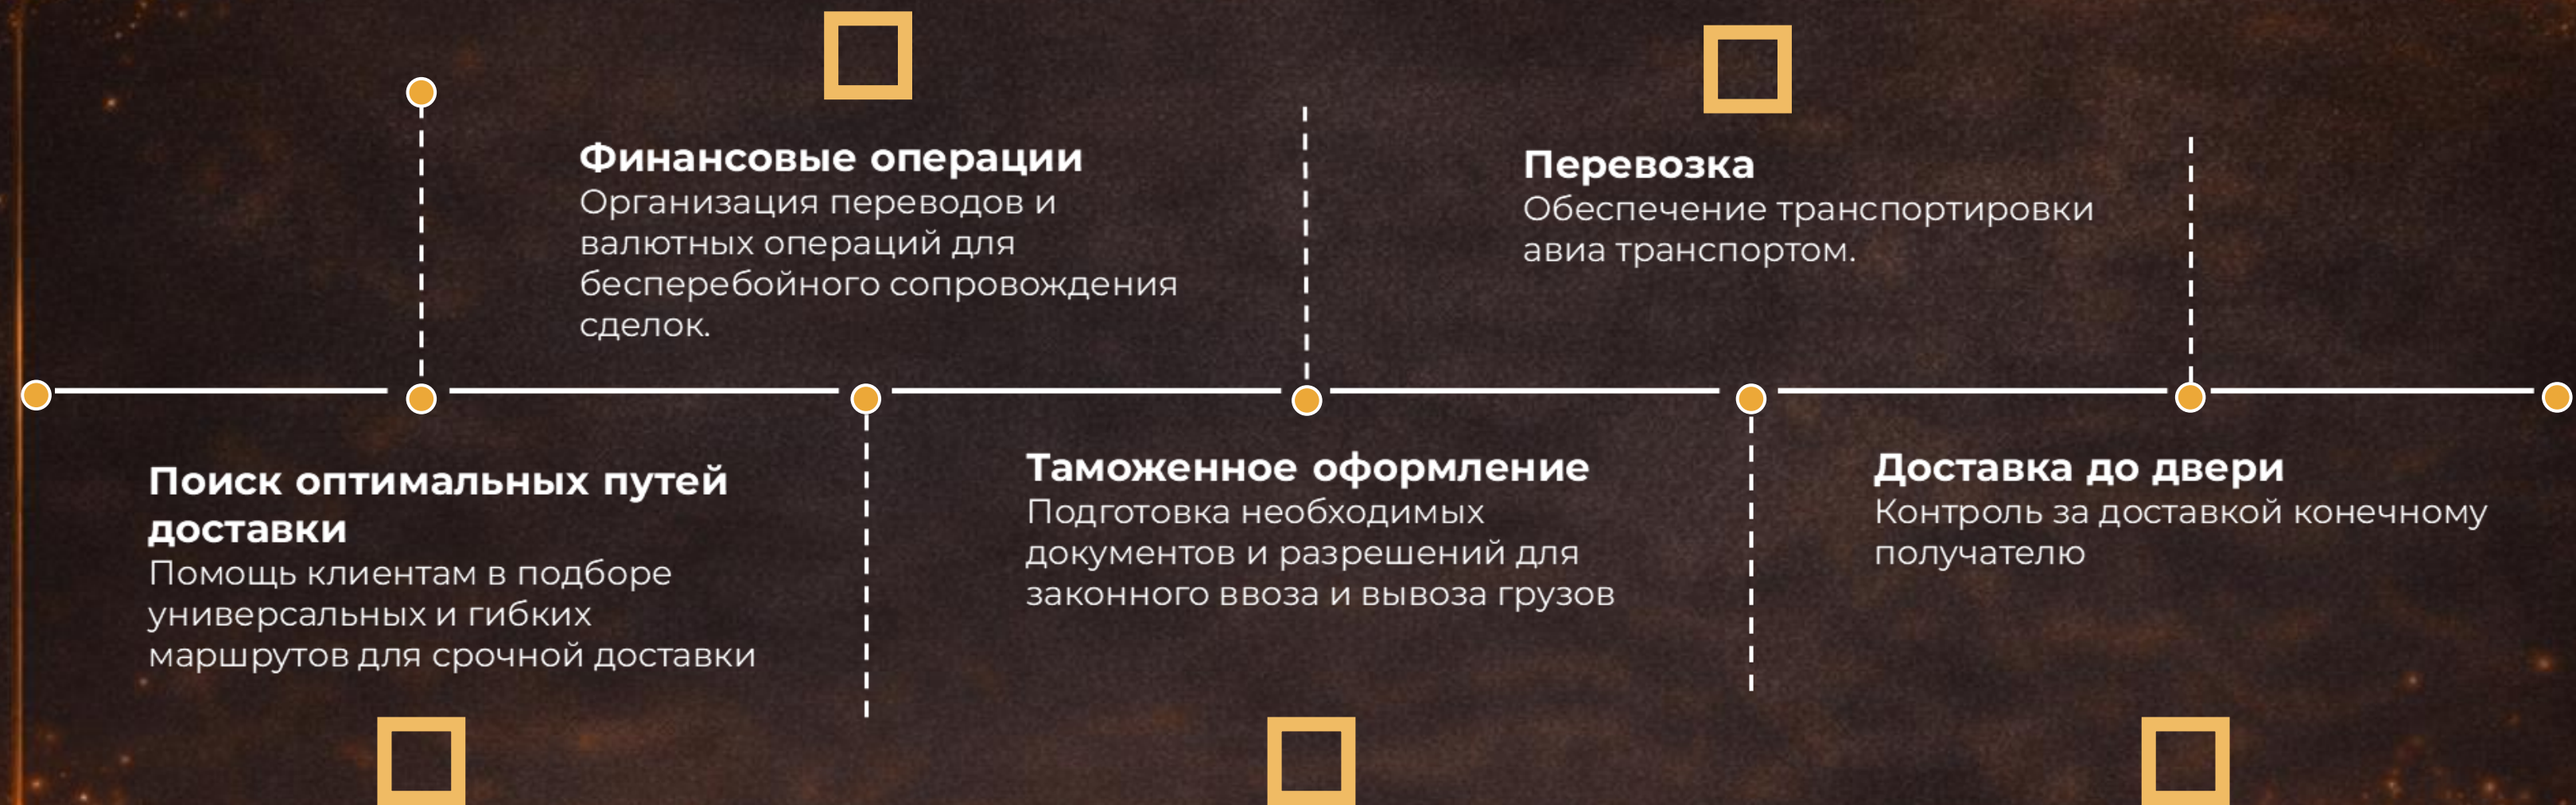 Финансовые операции
Организация переводов и
валютных операций для
бесперебойного сопровождения
сделок.
Перевозка
Обеспечение транспортировки
авиа транспортом.
Поиск оптимальных путей
доставки
Помощь клиентам в подборе
универсальных и гибких
маршрутов для срочной доставки
Таможенное оформление
Подготовка необходимых
документов и разрешений для
законного ввоза и вывоза грузов
Доставка до двери
Контроль за доставкой конечному
получателю